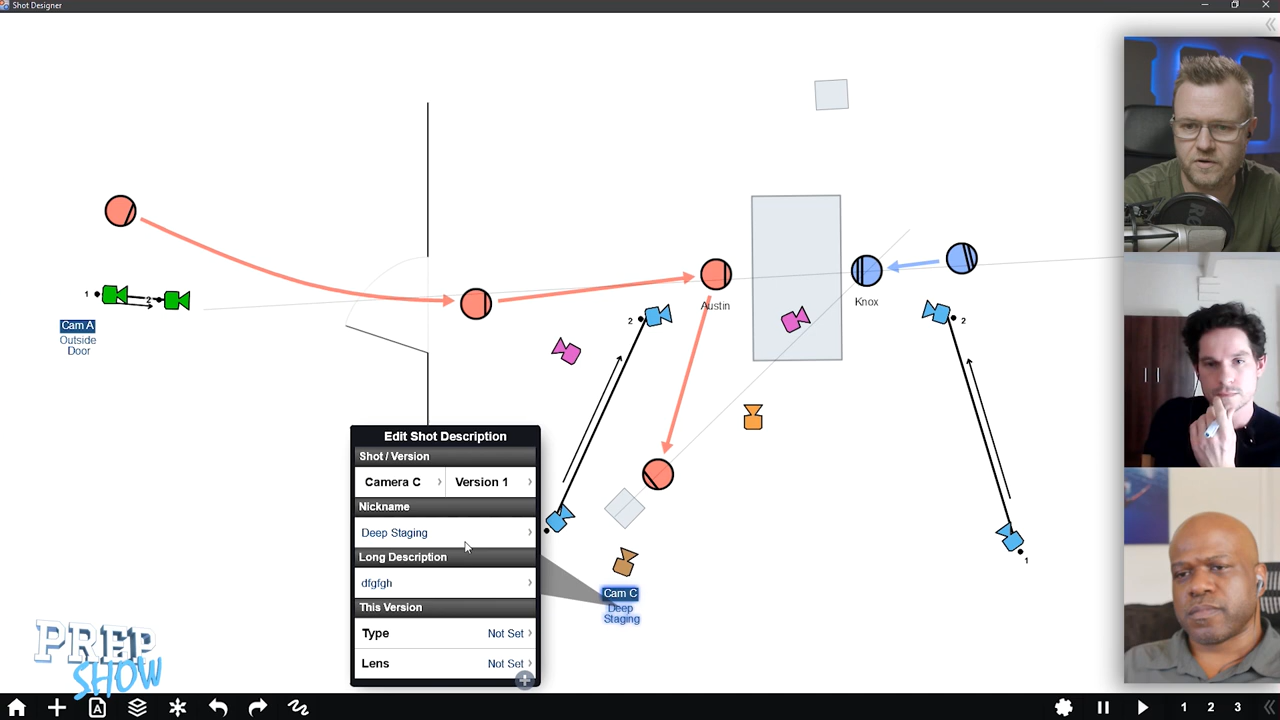 Shot Designer
1
2
Cam A
Outside
Door
Austin
Knox
2
2
1
Edit Shot Description
Shot / Version
Camera C
Version 1
Nickname
Deep Staging
Long Description
dfgfgh
This Version
Type
Not Set
Lens
Not Set
Cam C
Deep
Staging
PREP
SHOW
A
1
2
3